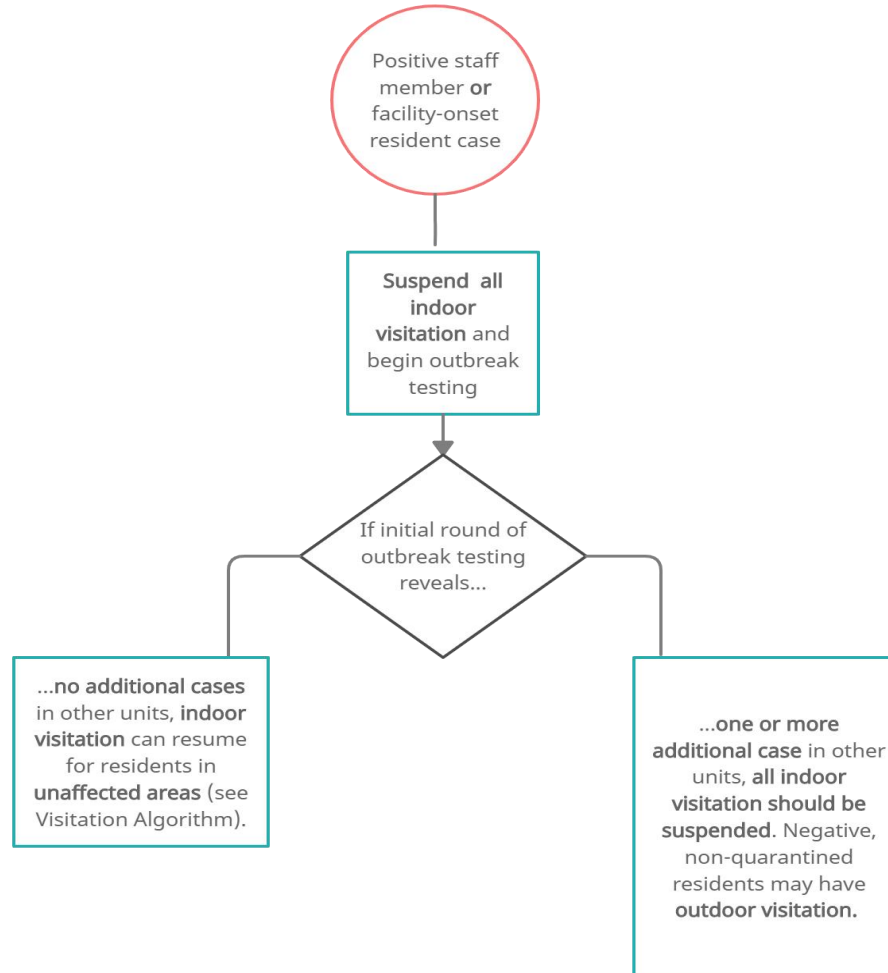 Positive staff
member or
facility-onset
resident case
Suspend all
indoor
visitation and
begin outbreak
testing
If initial round of
outbreak testing
reveals...
...no additional cases
in other units, indoor
visitation can resume
for residents in
unaffected areas (see
Visitation Algorithm).
...one or more
additional case in other
units, all indoor
visitation should be
suspended. Negative,
non-quarantined
residents may have
outdoor visitation.